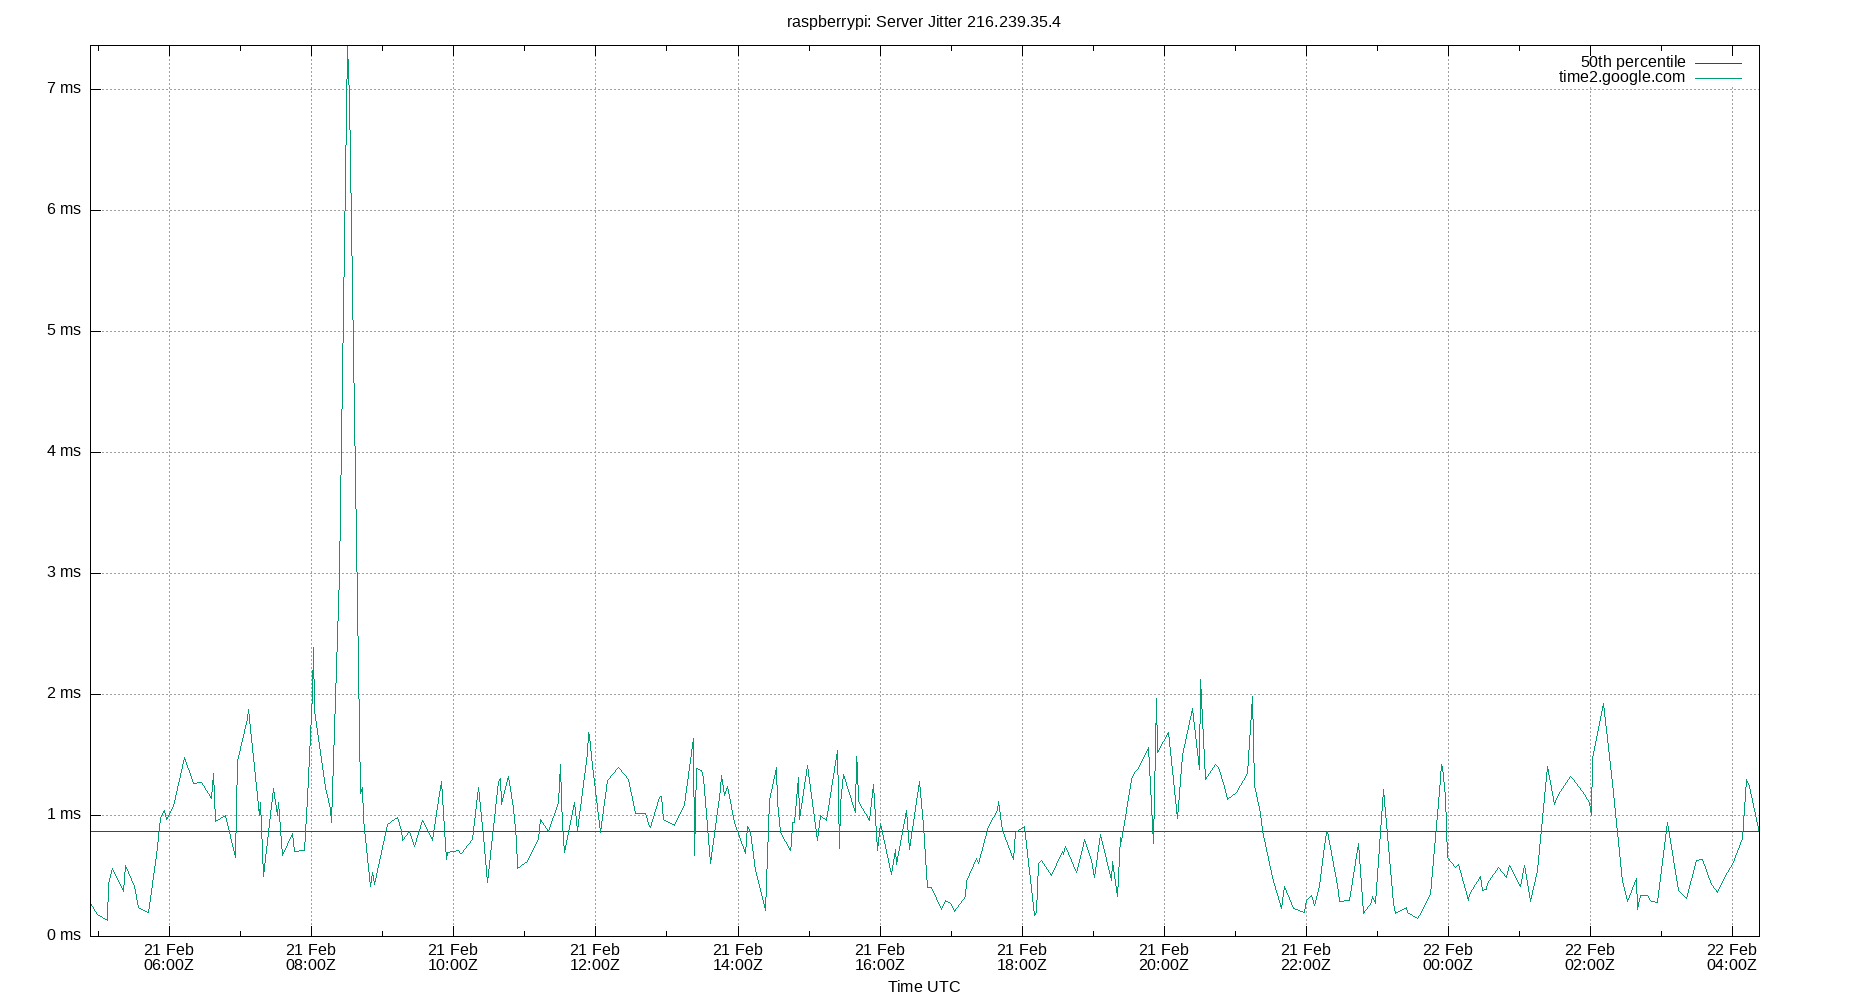 raspberrypi: Server Jitter 216.239.35.4
50th percentile
time2.google.com
7 ms
6 ms
5 ms
4 ms
3 ms
2 ms
1 ms
0 ms
21 Feb 21 Feb 21 Feb 21 Feb 21 Feb 21 Feb 21 Feb 21 Feb 21 Feb 22 Feb 22 Feb 22 Feb
06:00Z 08:00Z 10:00Z 12:00Z 14:00Z 16:00Z 18:00Z 20:00Z 22:00Z 00:00Z 02:00Z 04:00Z
Time UTC